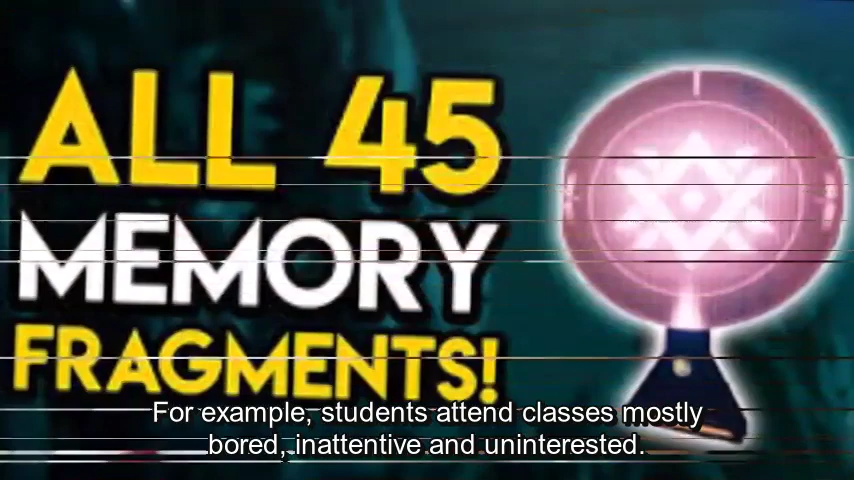 ALL 45
MEMORY
FRAGMENTS!
For example, students attend classes mostly
bored, inattentive and uninterested.